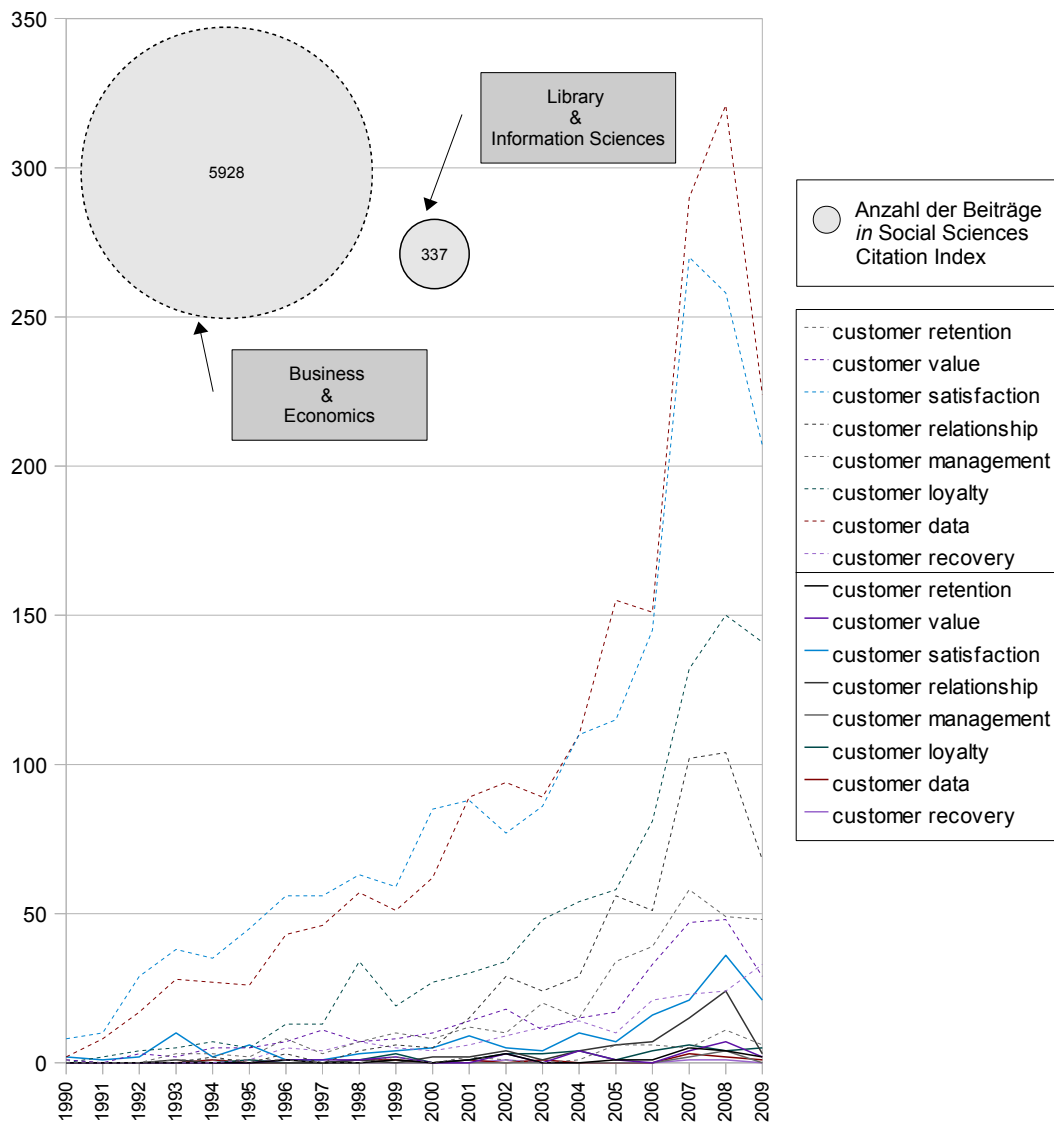 350
300
250
200
150
100
50
0
5928
337
Library
&
Information Sciences
Business
&
Economics
1990
1991
1992
1993
1994
1995
1996
1997
1998
1999
2000
2001
2002
2003
2004
2005
2006
2007
2008
2009
Anzahl der Beiträge
in Social Sciences
Citation Index
customer retention
customer value
customer satisfaction
customer relationship
customer management
customer loyalty
customer data
customer recovery
customer retention
customer value
customer satisfaction
customer relationship
customer management
customer loyalty
customer data
customer recovery